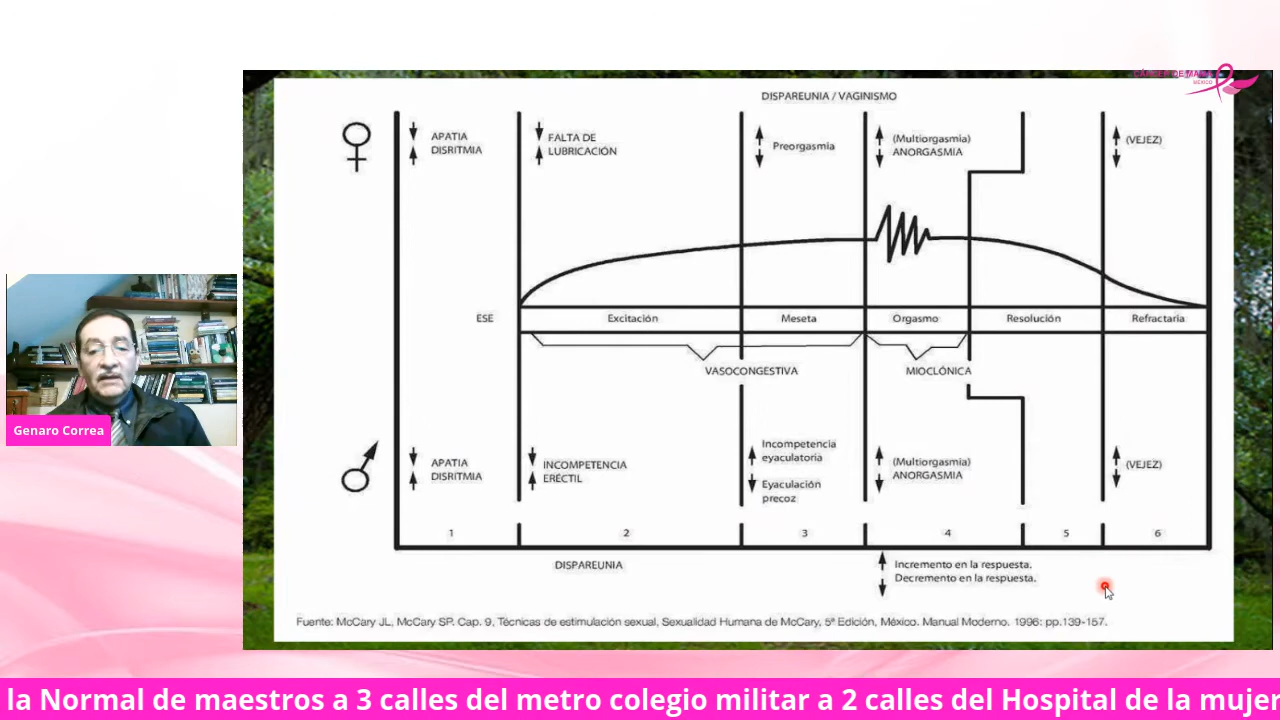 CÁNCER DE MAMA
MÉXICO
DISPAREUNIA / VAGINISMO
APATIA
DISRITMIA
FALTA DE
LUBRICACIÓN
Preorgasmia
(Multiorgasmia)
ANORGASMIA
(VEJEZ)
ESE
Excitación
Meseta
Orgasmo
Resolución
Refractaria
VASOCONGESTIVA
MIOCLÓNICA
Genaro Correa
APATIA
DISRITMIA
INCOMPETENCIA
ERÉCTIL
Incompetencia
eyaculatoria
Eyaculación
precoz
(Multiorgasmia)
ANORGASMIA
(VEJEZ)
1
2
3
4
5
6
DISPAREUNIA
Incremento en la respuesta.
Decremento en la respuesta.
Fuente: McCary JL, McCary SP. Cap. 9, Técnicas de estimulación sexual, Sexualidad Humana de McCary, 5ª Edición, México. Manual Moderno. 1996: pp.139-157.
la Normal de maestros a 3 calles del metro colegio militar a 2 calles del Hospital de la mujer